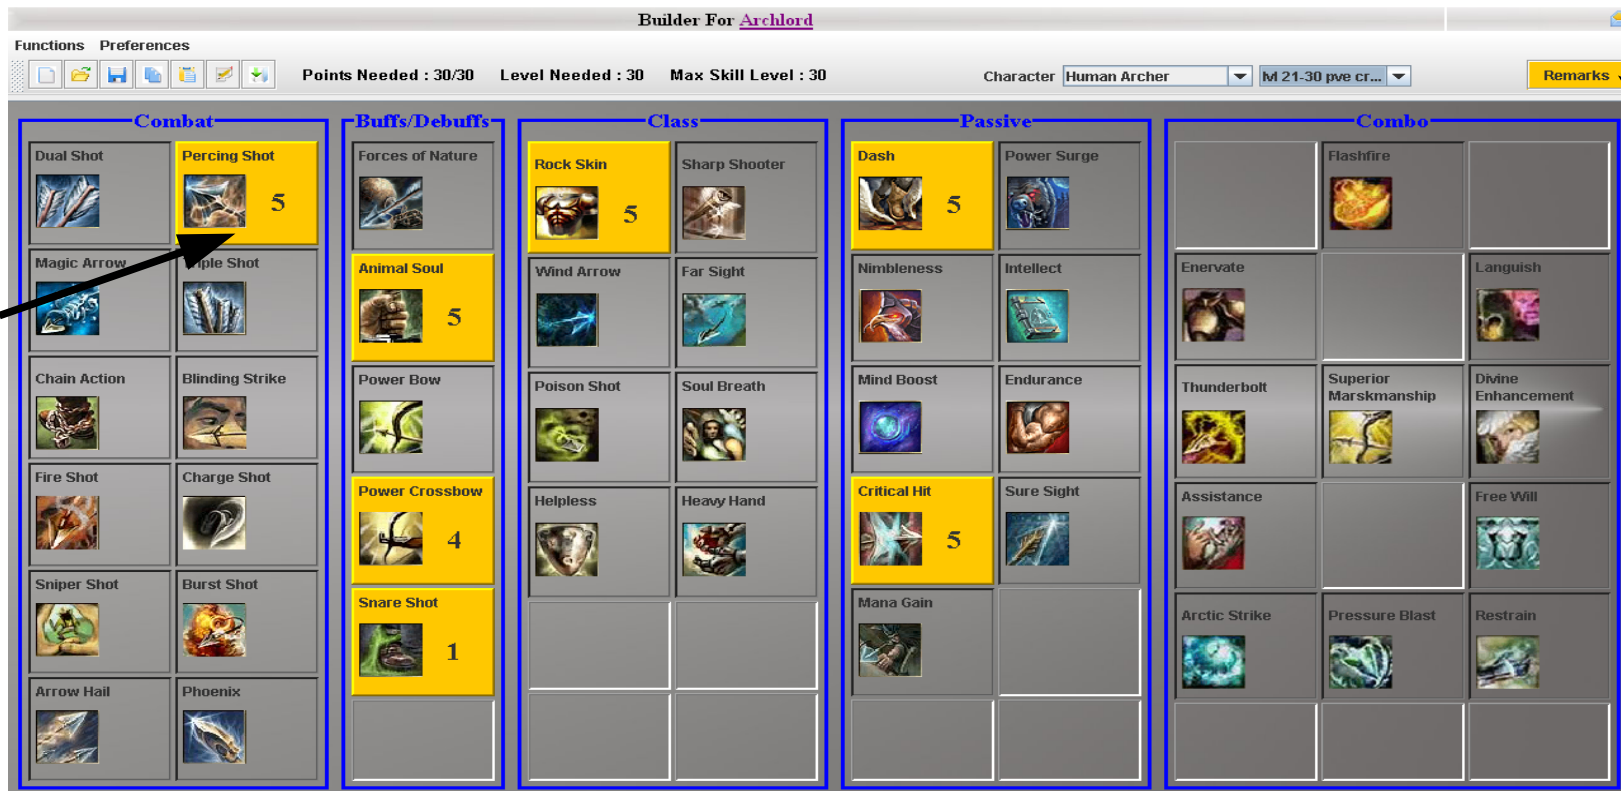 Builder For Archlord
Functions Preferences
Points Needed : 30/30 Level Needed : 30 Max Skill Level : 30 Character Human Archer lvl 21-30 pve cr... Remarks
Combat Buffs/Debuffs Class Passive Combo
Dual Shot Percing Shot 5 Forces of Nature Rock Skin 5 Sharp Shooter Dash 5 Power Surge Flashfire
Magic Arrow Triple Shot Animal Soul 5 Wind Arrow Far Sight Nimbleness Intellect Enervate Languish
Chain Action Blinding Strike Power Bow Poison Shot Soul Breath Mind Boost Endurance Thunderbolt Superior Marskmanship Divine Enhancement
Fire Shot Charge Shot Power Crossbow 4 Helpless Heavy Hand Critical Hit 5 Sure Sight Assistance Free Will
Sniper Shot Burst Shot Snare Shot 1 Mana Gain Arctic Strike Pressure Blast Restrain
Arrow Hail Phoenix